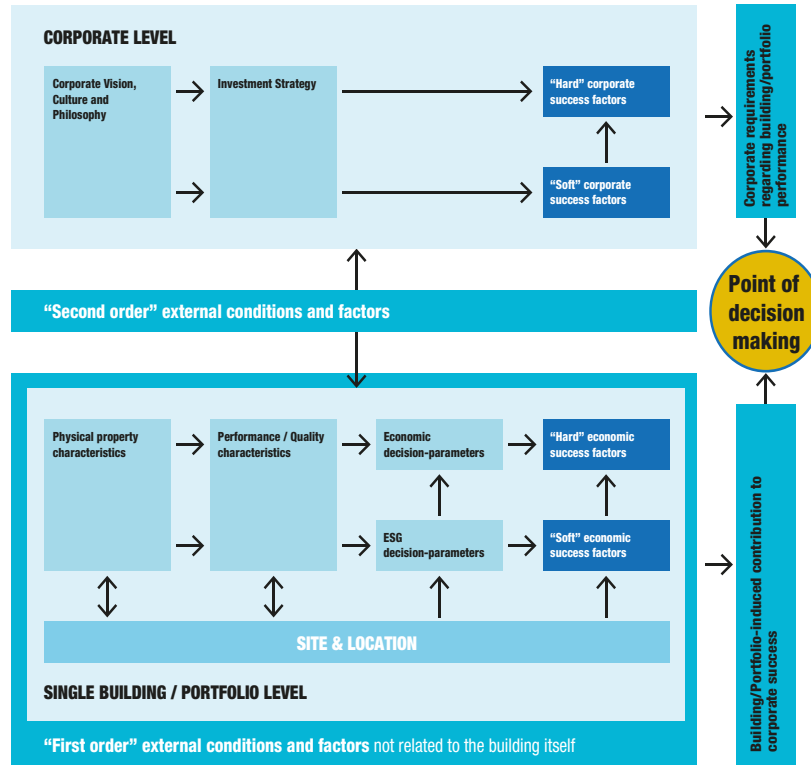 CORPORATE LEVEL
Corporate Vision,
Culture and
Philosophy
Investment Strategy
“Hard” corporate
success factors
“Soft” corporate
success factors
Corporate requirements
regarding building/portfolio
performance
“Second order” external conditions and factors
Point of
decision
making
Physical property
characteristics
Performance / Quality
characteristics
Economic
decision-parameters
“Hard” economic
success factors
ESG
decision-parameters
“Soft” economic
success factors
SITE & LOCATION
SINGLE BUILDING / PORTFOLIO LEVEL
“First order” external conditions and factors not related to the building itself
Building/Portfolio-induced contribution to
corporate success